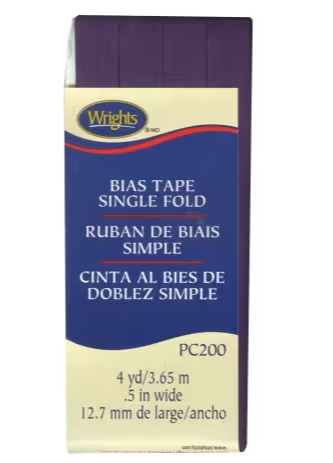 Wrights
BIAS TAPE
SINGLE FOLD
RUBAN DE BIAIS
SIMPLE
CINTA AL BIES DE
DOBLEZ SIMPLE
PC200
4 yd/3.65 m
.5 in wide
12.7 mm de large/ancho